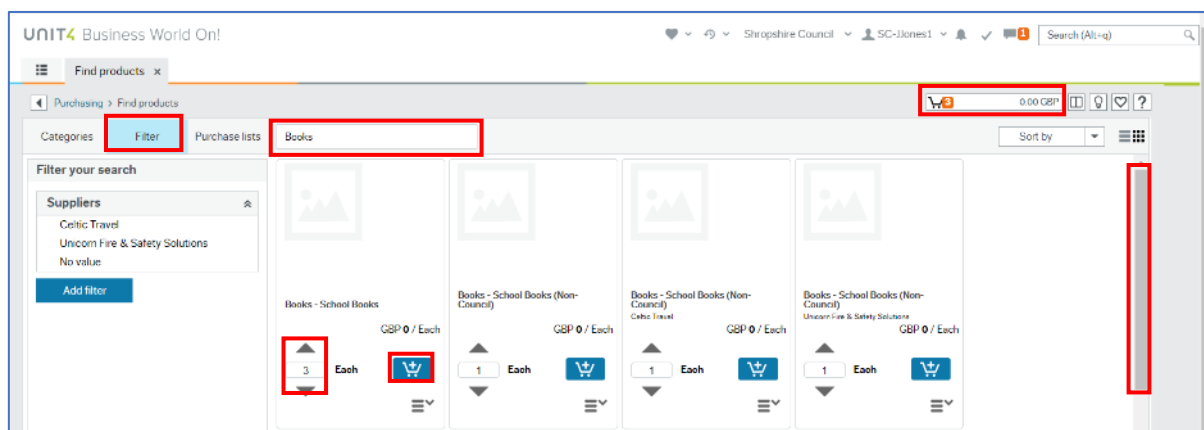 UNIT4 Business World On!
Shropshire Council SC-JJones1 1 Search (Alt+q)
Find products x
Purchasing > Find products
3 0.00 GBP ?
Categories Filter Purchase lists Books Sort by
Filter your search
Suppliers
Celtic Travel
Unicorn Fire & Safety Solutions
No value
Add filter
Books - School Books
GBP 0 / Each
3 Each
Books - School Books (Non-
Council)
GBP 0 / Each
1 Each
Books - School Books (Non-
Council)
Celtic Travel
GBP 0 / Each
1 Each
Books - School Books (Non-
Council)
Unicorn Fire & Safety Solutions
GBP 0 / Each
1 Each